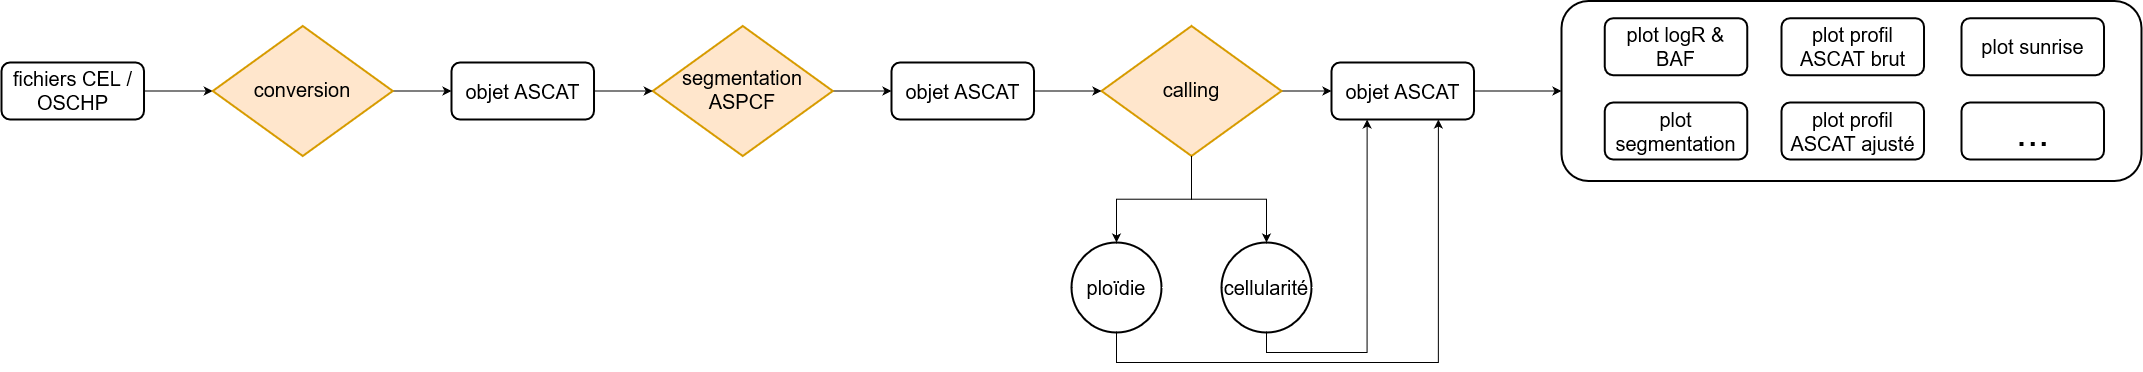 fichiers CEL /
OSCHP
conversion
objet ASCAT
segmentation
ASPCF
objet ASCAT
calling
objet ASCAT
plot logR &
BAF
plot profil
ASCAT brut
plot sunrise
plot
segmentation
plot profil
ASCAT ajusté
...
ploïdie
cellularité